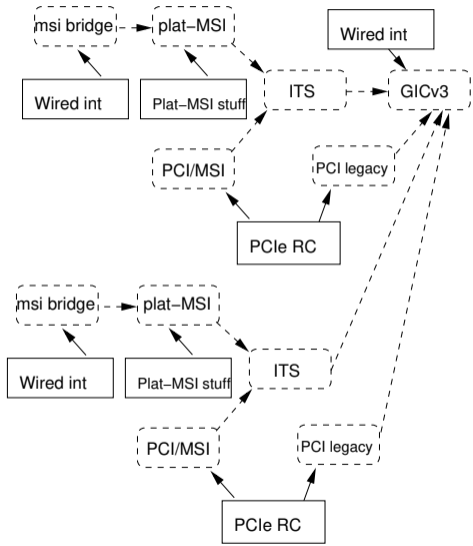 msi bridge
plat-MSI
Wired int
Wired int
Plat-MSI stuff
ITS
GICv3
PCI/MSI
PCI legacy
PCIe RC
msi bridge
plat-MSI
Wired int
Plat-MSI stuff
ITS
PCI/MSI
PCI legacy
PCIe RC